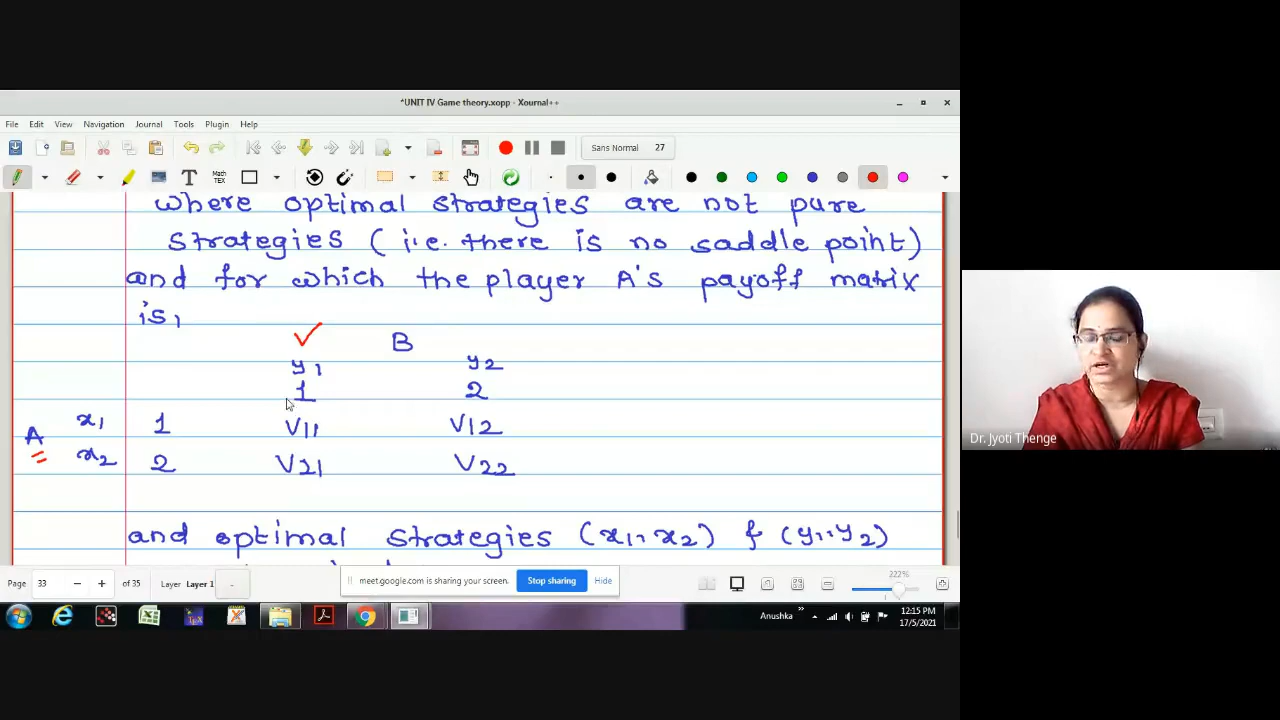 *UNIT IV Game theory.xopp - Xournal++
File Edit View Navigation Journal Tools Plugin Help
Sans Normal 27
Math TEX
where optimal strategies are not pure
strategies (i.e. there is no saddle point)
and for which the player A's payoff matrix
is,
B
y1 y2
1 2
x1 1 V11 V12
A
x2 2 V21 V22
and optimal strategies (x1, x2) & (y1, y2)
Dr. Jyoti Thenge
Page 33 of 35 Layer Layer 1
222%
meet.google.com is sharing your screen. Stop sharing Hide
Anushka
12:15 PM
17/5/2021